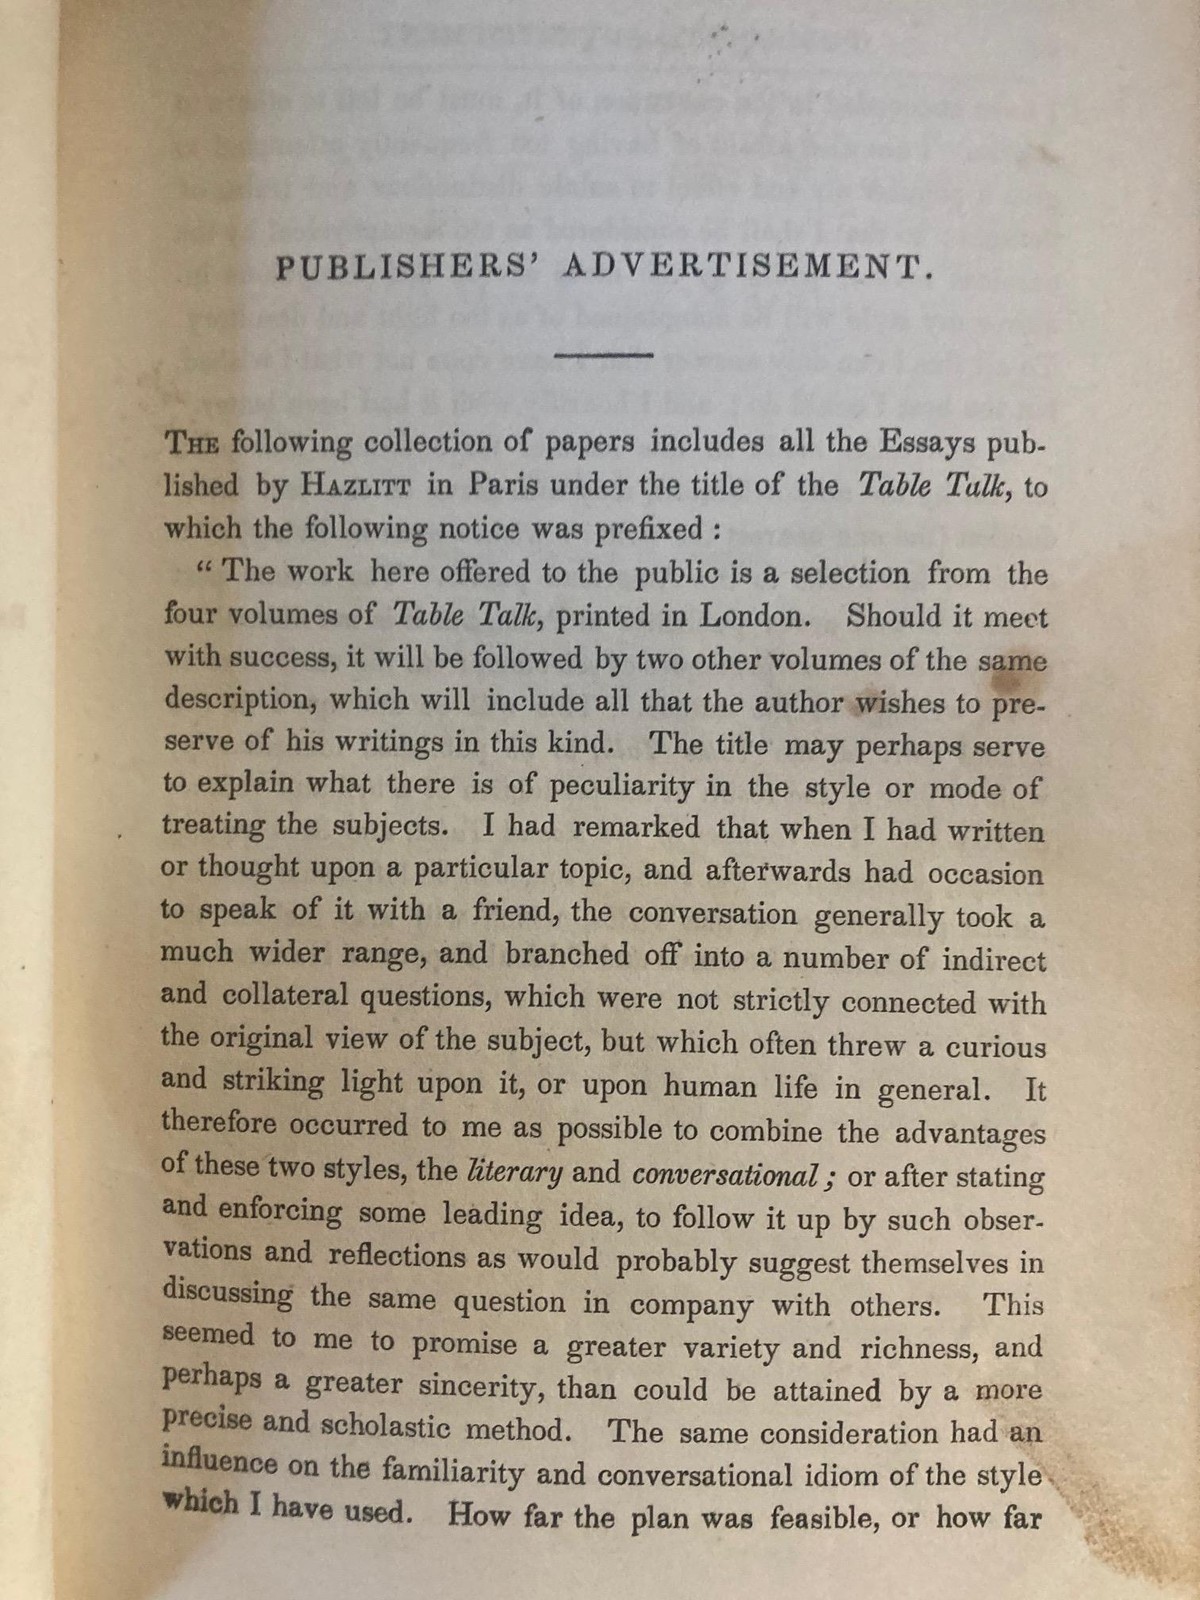 PUBLISHERS' ADVERTISEMENT.
THE following collection of papers includes all the Essays pub-
lished by HAZLITT in Paris under the title of the Table Talk, to
which the following notice was prefixed :
“ The work here offered to the public is a selection from the
four volumes of Table Talk, printed in London. Should it meet
with success, it will be followed by two other volumes of the same
description, which will include all that the author wishes to pre-
serve of his writings in this kind. The title may perhaps serve
to explain what there is of peculiarity in the style or mode of
treating the subjects. I had remarked that when I had written
or thought upon a particular topic, and afterwards had occasion
to speak of it with a friend, the conversation generally took a
much wider range, and branched off into a number of indirect
and collateral questions, which were not strictly connected with
the original view of the subject, but which often threw a curious
and striking light upon it, or upon human life in general. It
therefore occurred to me as possible to combine the advantages
of these two styles, the literary and conversational ; or after stating
and enforcing some leading idea, to follow it up by such obser-
vations and reflections as would probably suggest themselves in
discussing the same question in company with others. This
seemed to me to promise a greater variety and richness, and
perhaps a greater sincerity, than could be attained by a more
precise and scholastic method. The same consideration had an
influence on the familiarity and conversational idiom of the style
which I have used. How far the plan was feasible, or how far